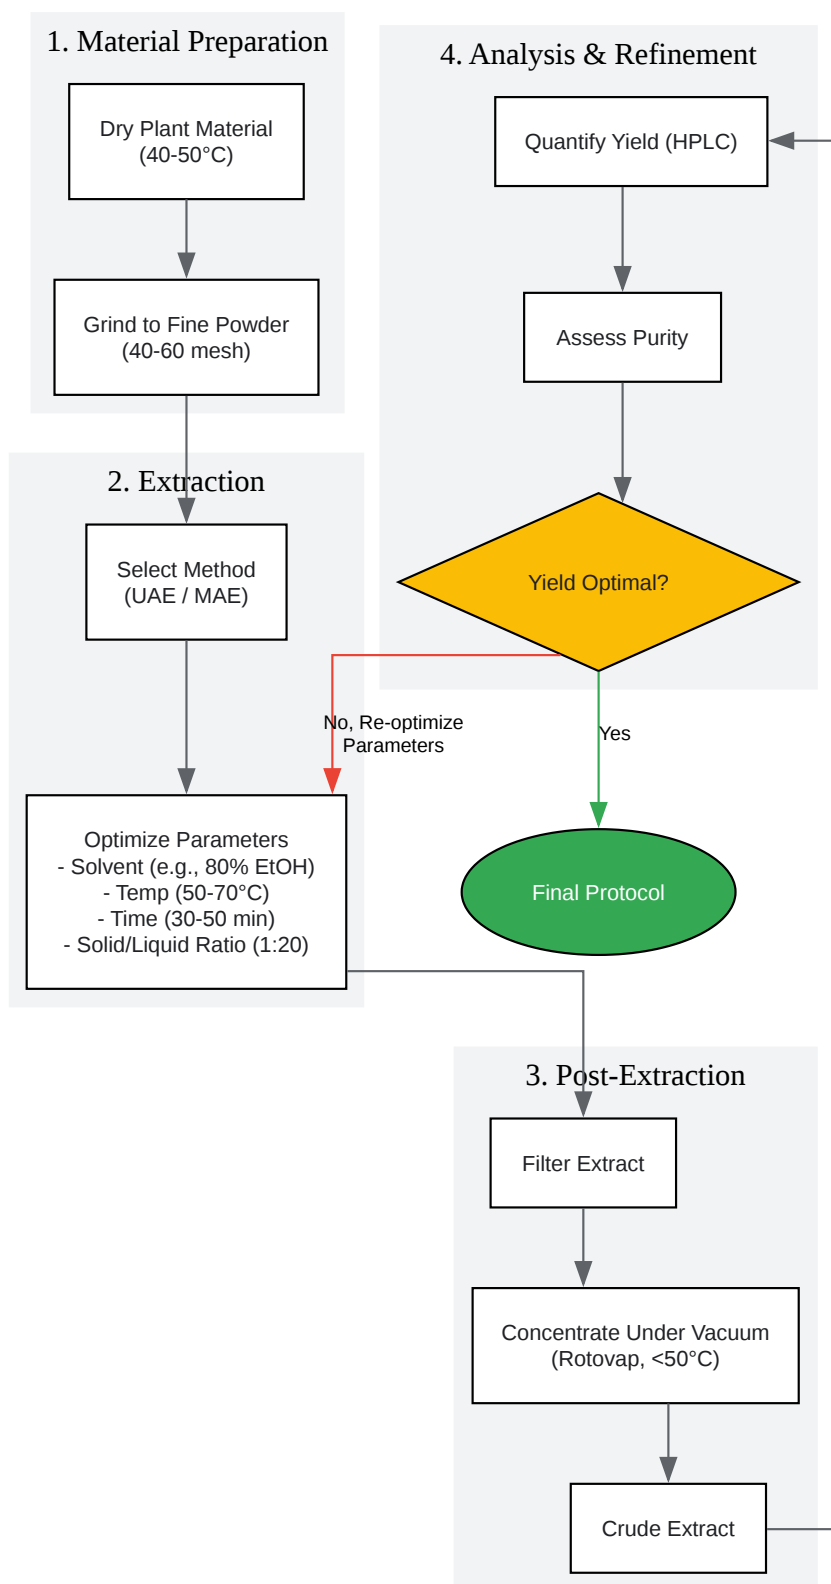 1. Material Preparation
Dry Plant Material
(40-50°C)
Grind to Fine Powder
(40-60 mesh)
2. Extraction
Select Method
(UAE / MAE)
Optimize Parameters
- Solvent (e.g., 80% EtOH)
- Temp (50-70°C)
- Time (30-50 min)
- Solid/Liquid Ratio (1:20)
3. Post-Extraction
Filter Extract
Concentrate Under Vacuum
(Rotovap, <50°C)
Crude Extract
4. Analysis & Refinement
Quantify Yield (HPLC)
Assess Purity
Yield Optimal?
No, Re-optimize
Parameters
Yes
Final Protocol